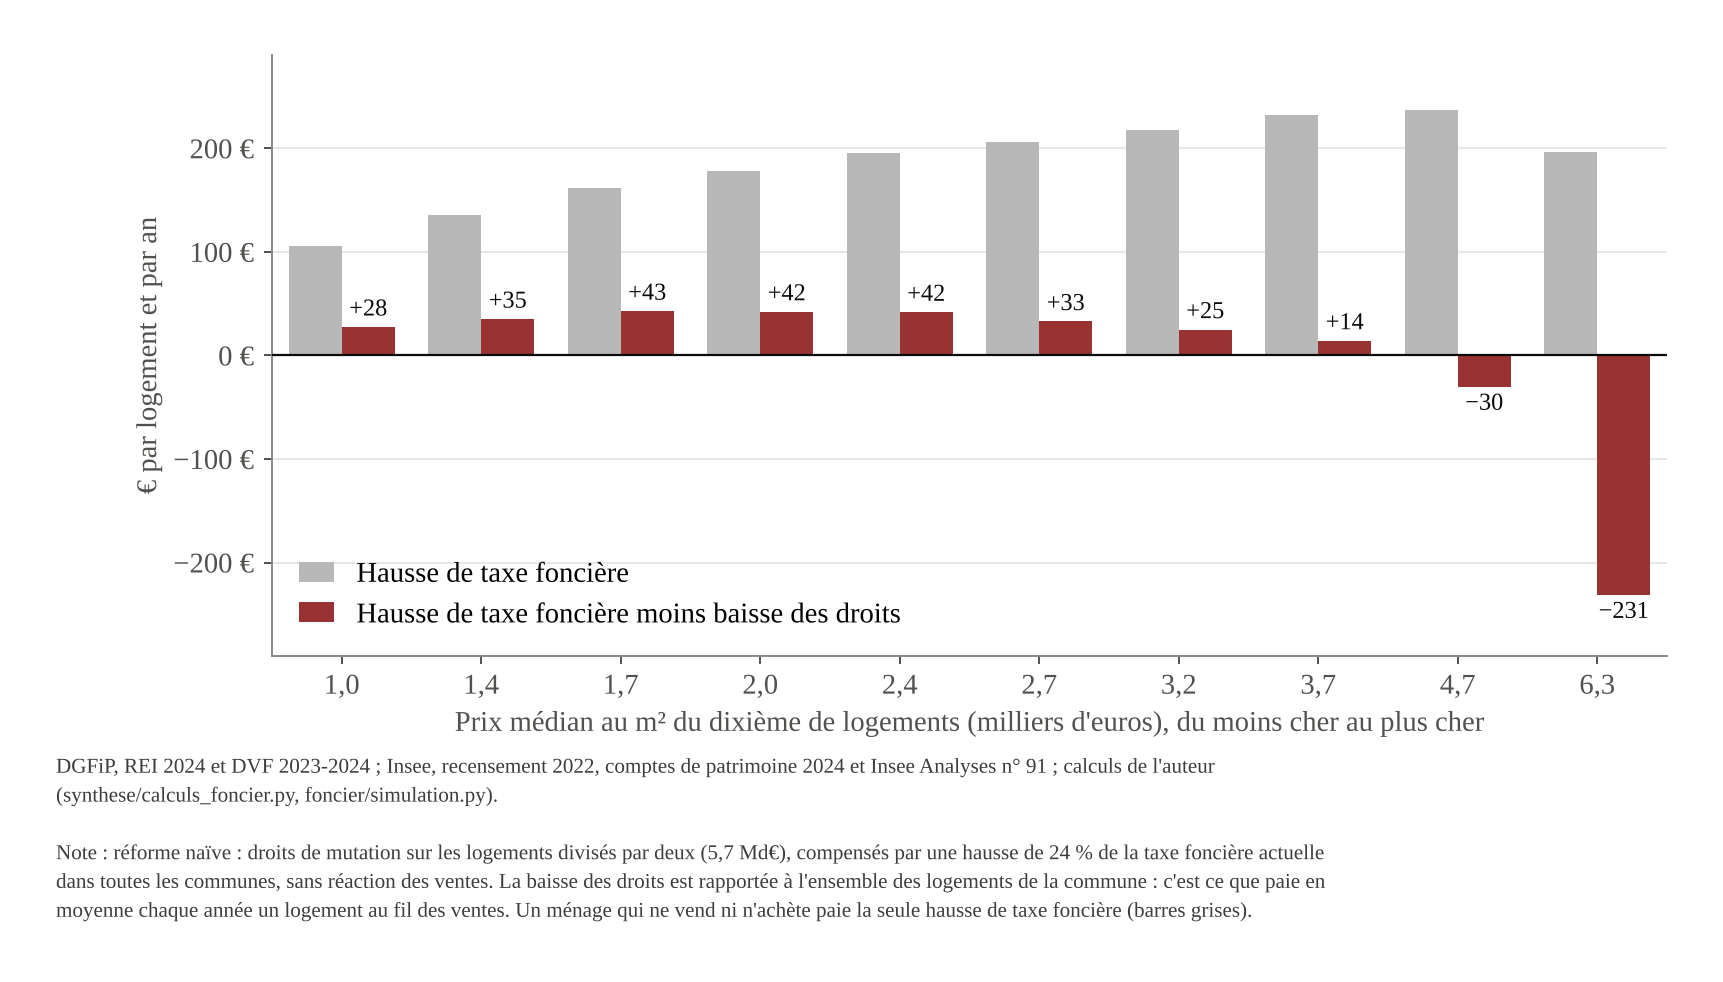 200 €
100 €
0 €
−100 €
−200 €
€ par logement et par an
+28
+35
+43
+42
+42
+33
+25
+14
−30
−231
Hausse de taxe foncière
Hausse de taxe foncière moins baisse des droits
1,0 1,4 1,7 2,0 2,4 2,7 3,2 3,7 4,7 6,3
Prix médian au m² du dixième de logements (milliers d'euros), du moins cher au plus cher
DGFiP, REI 2024 et DVF 2023-2024 ; Insee, recensement 2022, comptes de patrimoine 2024 et Insee Analyses n° 91 ; calculs de l'auteur
(synthese/calculs_foncier.py, foncier/simulation.py).
Note : réforme naïve : droits de mutation sur les logements divisés par deux (5,7 Md€), compensés par une hausse de 24 % de la taxe foncière actuelle
dans toutes les communes, sans réaction des ventes. La baisse des droits est rapportée à l'ensemble des logements de la commune : c'est ce que paie en
moyenne chaque année un logement au fil des ventes. Un ménage qui ne vend ni n'achète paie la seule hausse de taxe foncière (barres grises).